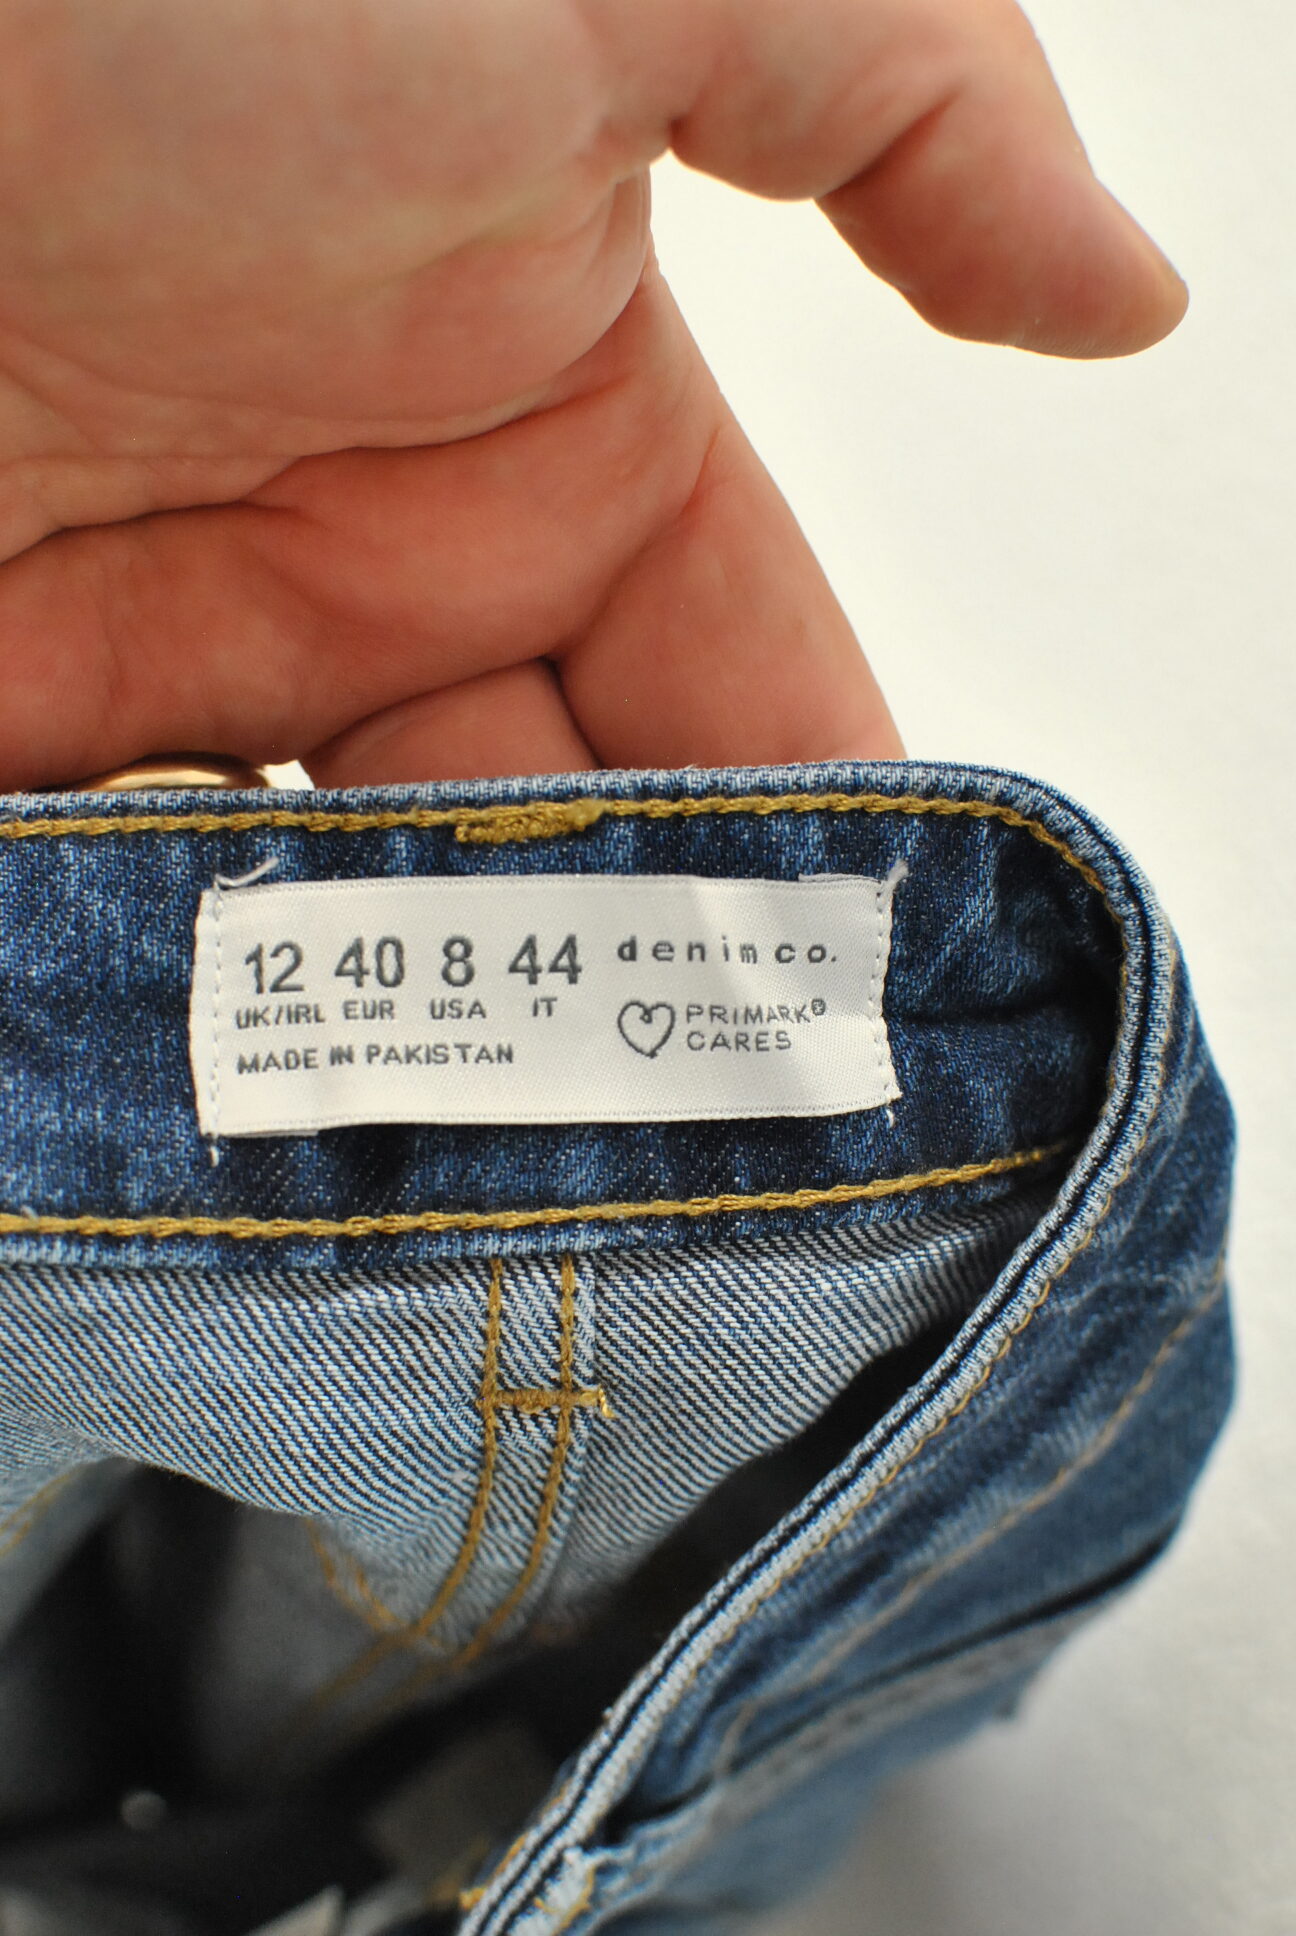 12 40 8 44 denim co.
UK/IRL EUR USA IT PRIMARK®
CARES
MADE IN PAKISTAN